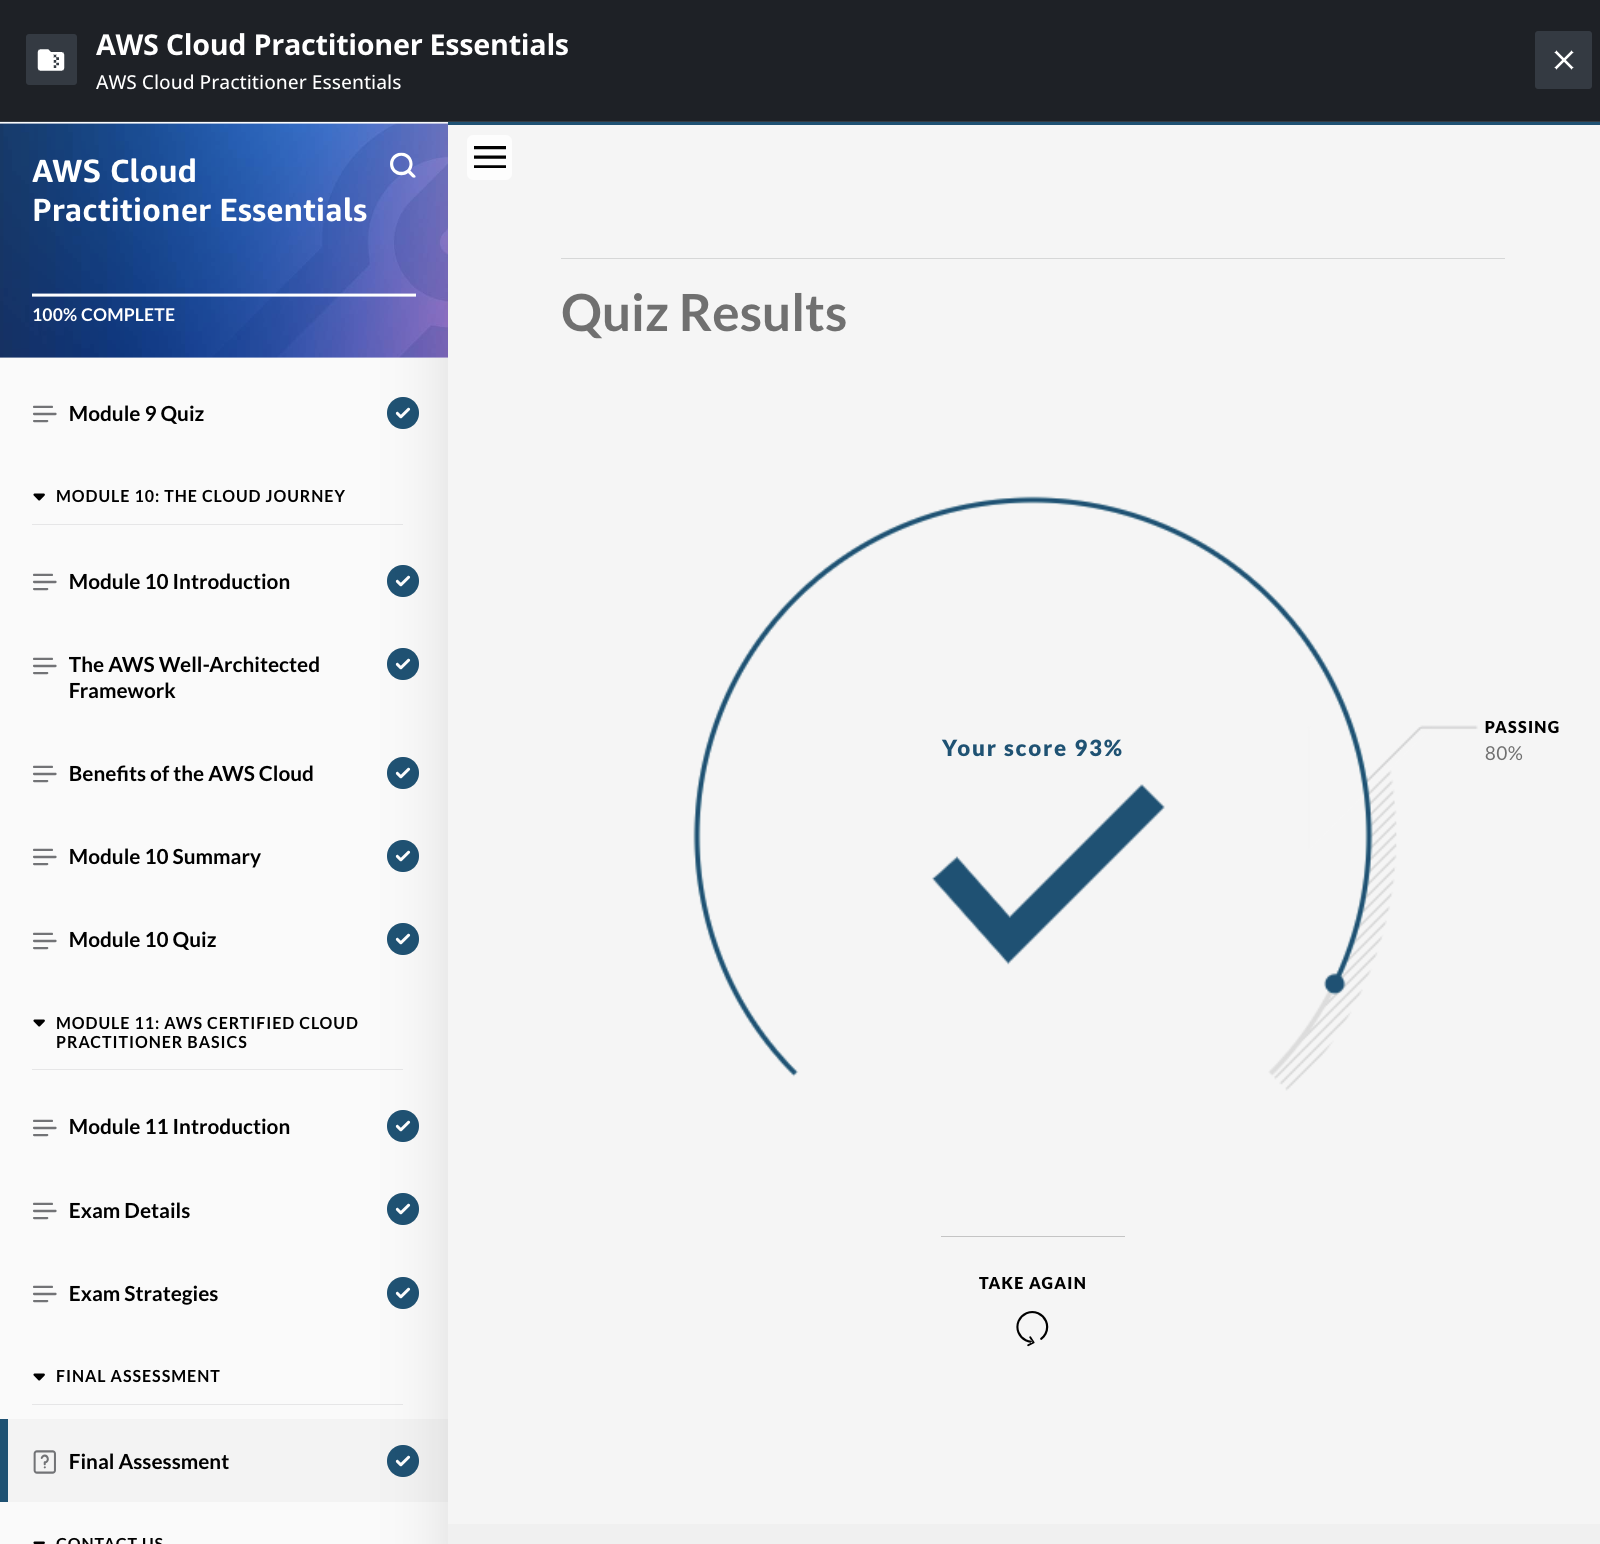 AWS Cloud Practitioner Essentials
AWS Cloud Practitioner Essentials
AWS Cloud
Practitioner Essentials
100% COMPLETE
Module 9 Quiz
MODULE 10: THE CLOUD JOURNEY
Module 10 Introduction
The AWS Well-Architected
Framework
Benefits of the AWS Cloud
Module 10 Summary
Module 10 Quiz
MODULE 11: AWS CERTIFIED CLOUD
PRACTITIONER BASICS
Module 11 Introduction
Exam Details
Exam Strategies
FINAL ASSESSMENT
Final Assessment
CONTACT US
Quiz Results
Your score 93%
PASSING
80%
TAKE AGAIN